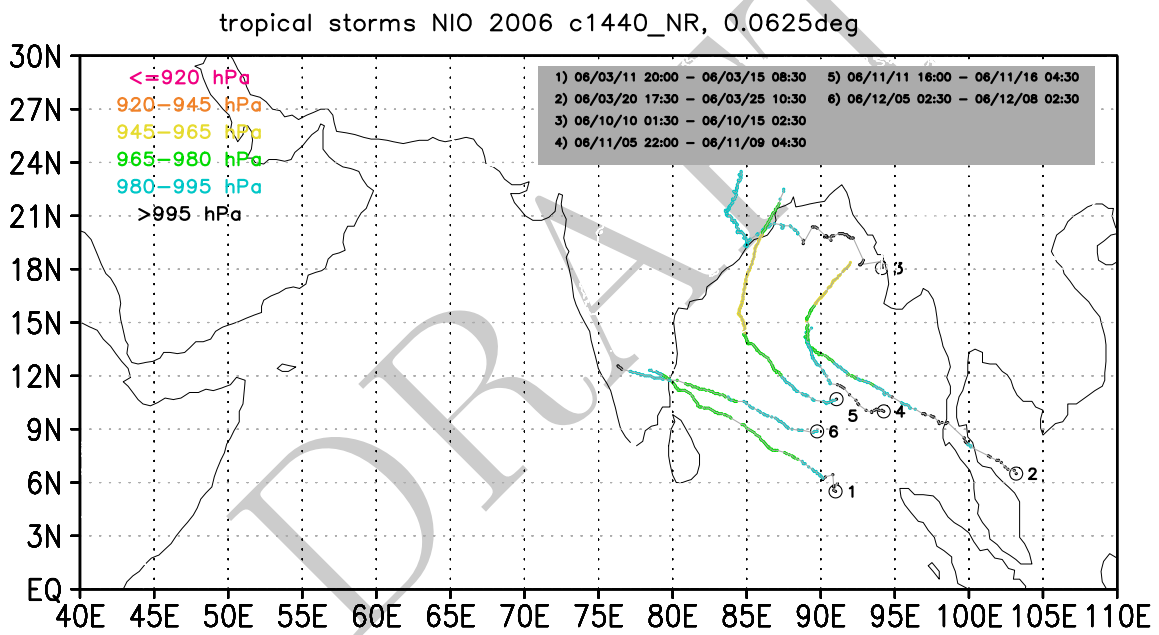 tropical storms NIO 2006 c1440_NR, 0.0625deg
30N
27N
24N
21N
18N
15N
12N
9N
6N
3N
EQ
<=920 hPa
920-945 hPa
945-965 hPa
965-980 hPa
980-995 hPa
>995 hPa
1) 06/03/11 20:00 - 06/03/15 08:30 5) 06/11/11 16:00 - 06/11/16 04:30
2) 06/03/20 17:30 - 06/03/25 10:30 6) 06/12/05 02:30 - 06/12/08 02:30
3) 06/10/10 01:30 - 06/10/15 02:30
4) 06/11/05 22:00 - 06/11/09 04:30
3
5 4
6
2
1
DRAFT
40E 45E 50E 55E 60E 65E 70E 75E 80E 85E 90E 95E 100E 105E 110E